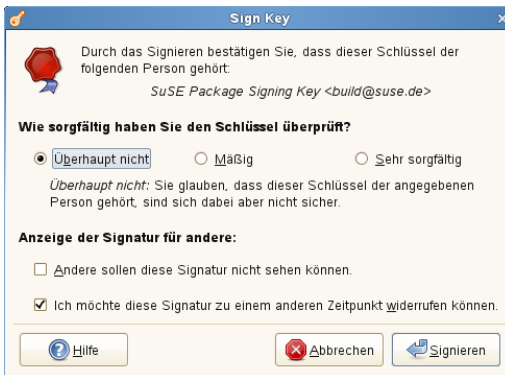 Sign Key
Durch das Signieren bestätigen Sie, dass dieser Schlüssel der
folgenden Person gehört:
SuSE Package Signing Key <build@suse.de>
Wie sorgfältig haben Sie den Schlüssel überprüft?
Überhaupt nicht Mäßig Sehr sorgfältig
Überhaupt nicht: Sie glauben, dass dieser Schlüssel der angegebenen
Person gehört, sind sich dabei aber nicht sicher.
Anzeige der Signatur für andere:
Andere sollen diese Signatur nicht sehen können.
Ich möchte diese Signatur zu einem anderen Zeitpunkt widerrufen können.
Hilfe Abbrechen Signieren